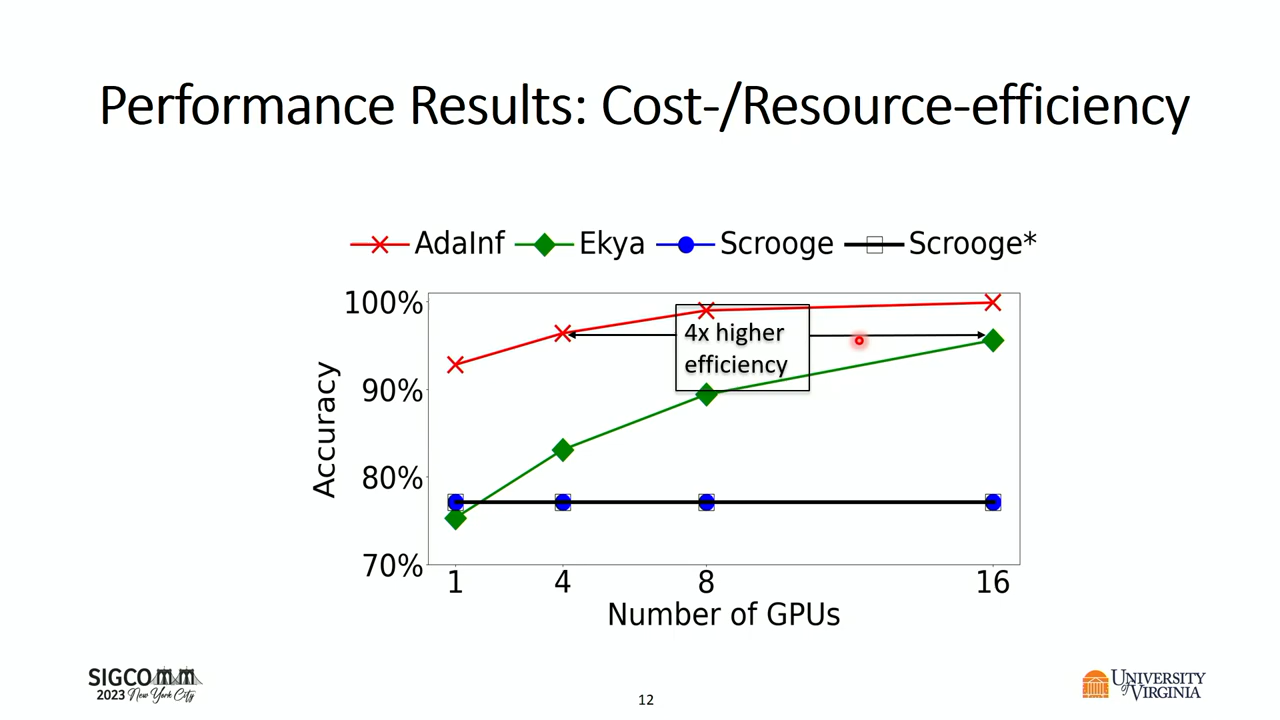 Performance Results: Cost-/Resource-efficiency
AdaInf Ekya Scrooge Scrooge*
100%
90%
80%
70%
Accuracy
4x higher
efficiency
1 4 8 16
Number of GPUs
SIGCOMM
2023 New York City
12
UNIVERSITY
of VIRGINIA